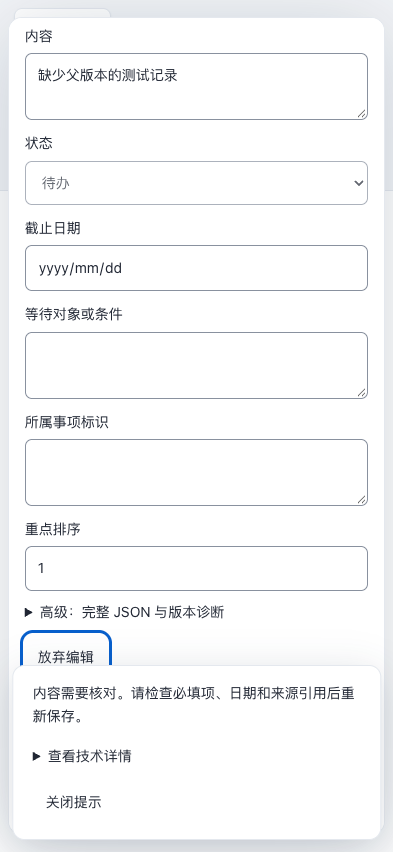 内容
缺少父版本的测试记录
状态
待办
截止日期
yyyy/mm/dd
等待对象或条件
所属事项标识
重点排序
1
高级：完整 JSON 与版本诊断
放弃编辑
内容需要核对。请检查必填项、日期和来源引用后重
新保存。
查看技术详情
关闭提示